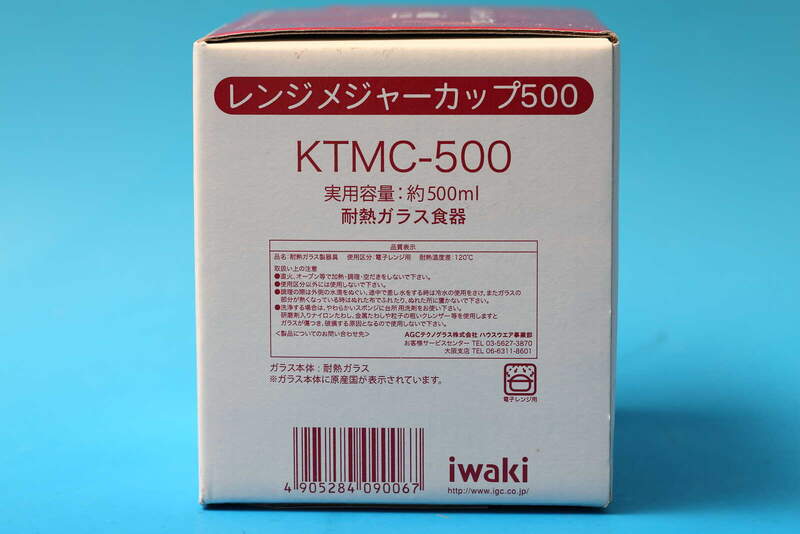 レンジメジャーカップ500
KTMC-500
実用容量：約500ml
耐熱ガラス食器
品質表示
品名：耐熱ガラス製器具 使用区分：電子レンジ用 耐熱温度差：120℃
取扱い上の注意
●直火、オーブン等で加熱・調理・空だきをしないで下さい。
●使用区分以外には使用しないで下さい。
●調理の際は外側の水滴をぬぐい、途中で差し水をする時は冷水の使用をさけ、またガラスの
部分が熱くなっている時はぬれた布でふれたり、ぬれた所に置かないで下さい。
●洗浄する場合は、やわらかいスポンジに台所用洗剤をお使い下さい。
研磨剤入りナイロンたわし、金属たわしや粒子の粗いクレンザー等を使用しますと
ガラスが傷つき、破損する原因となるので使用しないで下さい。
＜製品についてのお問い合わせ先＞ AGCテクノグラス株式会社 ハウスウエア事業部
お客様サービスセンター TEL 03-5627-3870
大阪支店 TEL 06-6311-8601
ガラス本体：耐熱ガラス
※ガラス本体に原産国が表示されています。
電子レンジ用
4 905284 090067
iwaki
http://www.igc.co.jp/